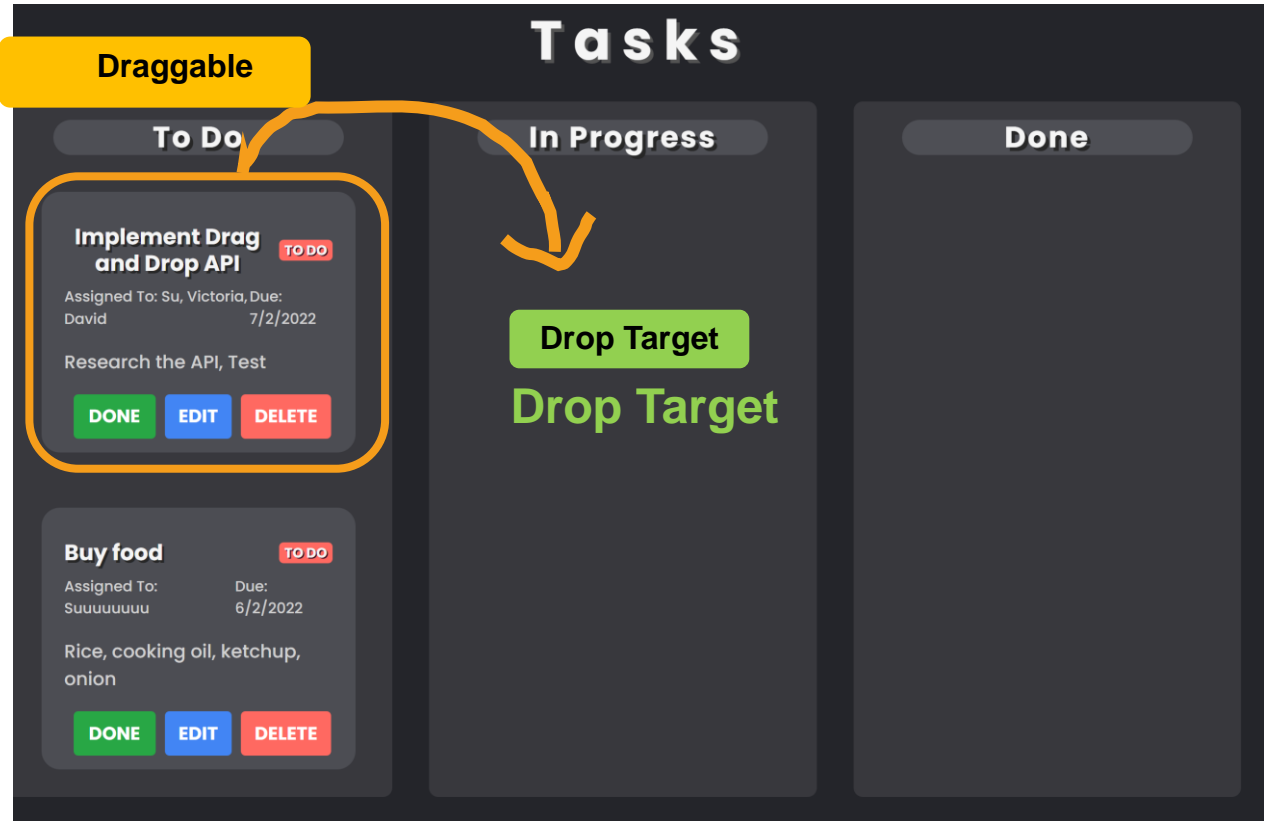 Tasks
Draggable
To Do
In Progress
Done
Implement Drag
and Drop API
TO DO
Assigned To: Su, Victoria,
David
Due:
7/2/2022
Research the API, Test
DONE
EDIT
DELETE
Drop Target
Drop Target
Buy food
TO DO
Assigned To:
Suuuuuuuu
Due:
6/2/2022
Rice, cooking oil, ketchup,
onion
DONE
EDIT
DELETE